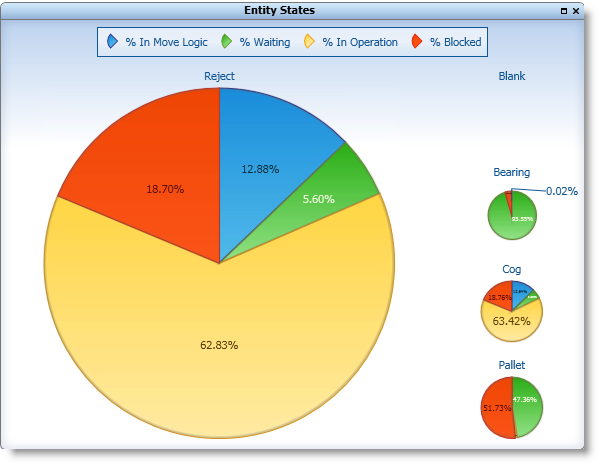 Entity States
% In Move Logic
% Waiting
% In Operation
% Blocked
Reject
12.88%
5.60%
62.83%
18.70%
Blank
Bearing
0.02%
Cog
18.76%
63.42%
Pallet
51.73%
47.36%